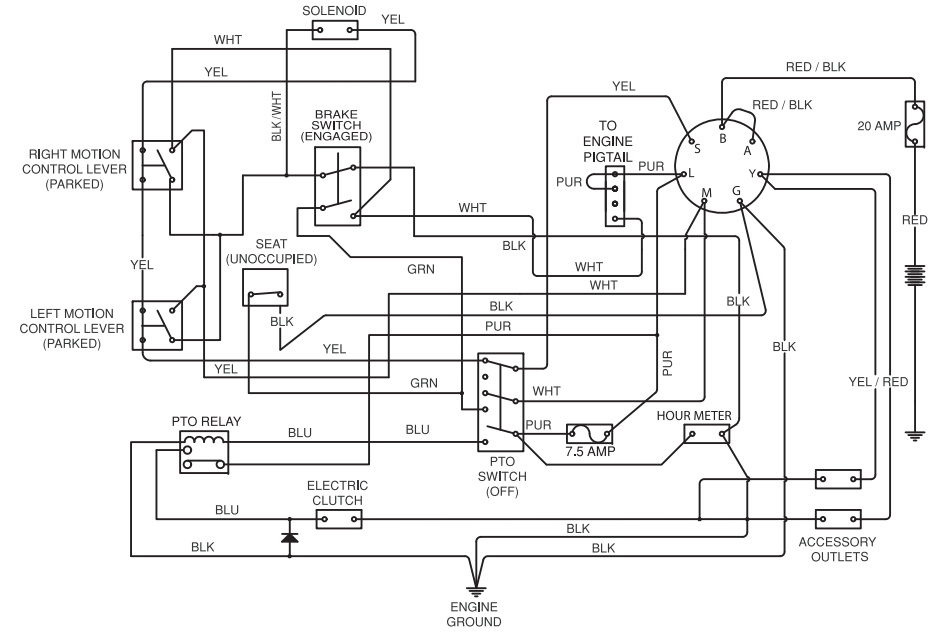 SOLENOID
YEL
WHT
YEL
BLK/WHT
BRAKE
SWITCH
(ENGAGED)
RIGHT MOTION
CONTROL LEVER
(PARKED)
YEL
TO
ENGINE
PIGTAIL
PUR
PUR
RED / BLK
RED / BLK
20 AMP
S
B
A
L
Y
M
G
RED
WHT
BLK
SEAT
(UNOCCUPIED)
GRN
WHT
WHT
YEL
BLK
BLK
BLK
PUR
LEFT MOTION
CONTROL LEVER
(PARKED)
YEL
YEL
GRN
WHT
PUR
BLK
YEL / RED
PTO RELAY
BLU
BLU
PUR
7.5 AMP
HOUR METER
PTO
SWITCH
(OFF)
ELECTRIC
CLUTCH
BLU
BLK
BLK
BLK
ACCESSORY
OUTLETS
ENGINE
GROUND